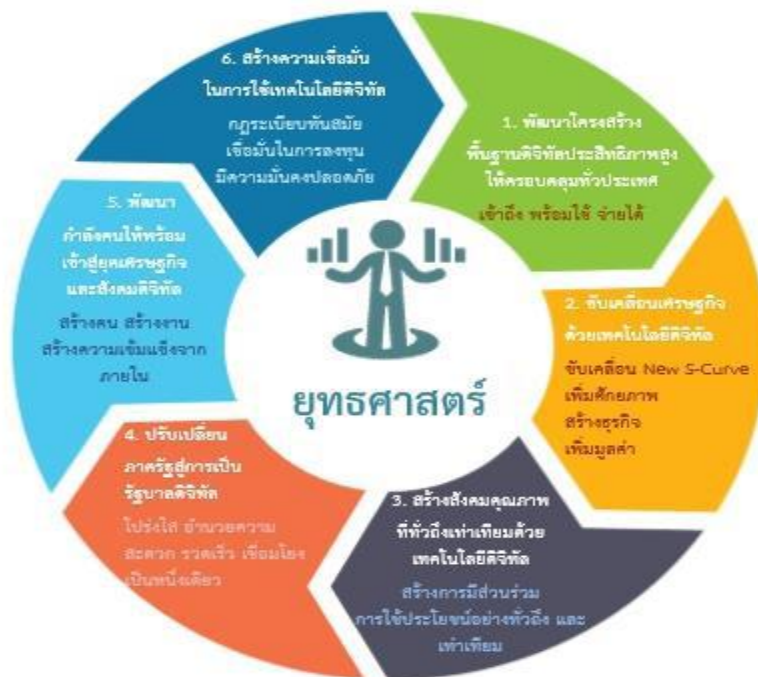 6. สร้างความเชื่อมั่น
ในการใช้เทคโนโลยีดิจิทัล
กฎระเบียบทันสมัย
เชื่อมั่นในการลงทุน
มีความมั่นคงปลอดภัย
1. พัฒนาโครงสร้าง
พื้นฐานดิจิทัลประสิทธิภาพสูง
ให้ครอบคลุมทั่วประเทศ
เข้าถึง พร้อมใช้ จ่ายได้
2. ขับเคลื่อนเศรษฐกิจ
ด้วยเทคโนโลยีดิจิทัล
ขับเคลื่อน New S-Curve
เพิ่มศักยภาพ
สร้างธุรกิจ
เพิ่มมูลค่า
3. สร้างสังคมคุณภาพ
ที่ทั่วถึงเท่าเทียมด้วย
เทคโนโลยีดิจิทัล
สร้างการมีส่วนร่วม
การใช้ประโยชน์อย่างทั่วถึง และ
เท่าเทียม
4. ปรับเปลี่ยน
ภาครัฐสู่การเป็น
รัฐบาลดิจิทัล
โปร่งใส อำนวยความ
สะดวก รวดเร็ว เชื่อมโยง
เป็นหนึ่งเดียว
5. พัฒนา
กำลังคนให้พร้อม
เข้าสู่ยุคเศรษฐกิจ
และสังคมดิจิทัล
สร้างคน สร้างงาน
สร้างความเข้มแข็งจาก
ภายใน
ยุทธศาสตร์